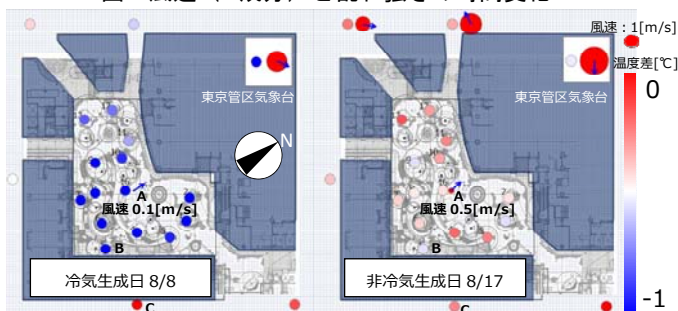 風速：1[m/s]
温度差[℃]
0
-1
東京管区気象台
N
A
風速 0.1[m/s]
B
冷気生成日 8/8
C
東京管区気象台
A
風速 0.5[m/s]
B
非冷気生成日 8/17
C